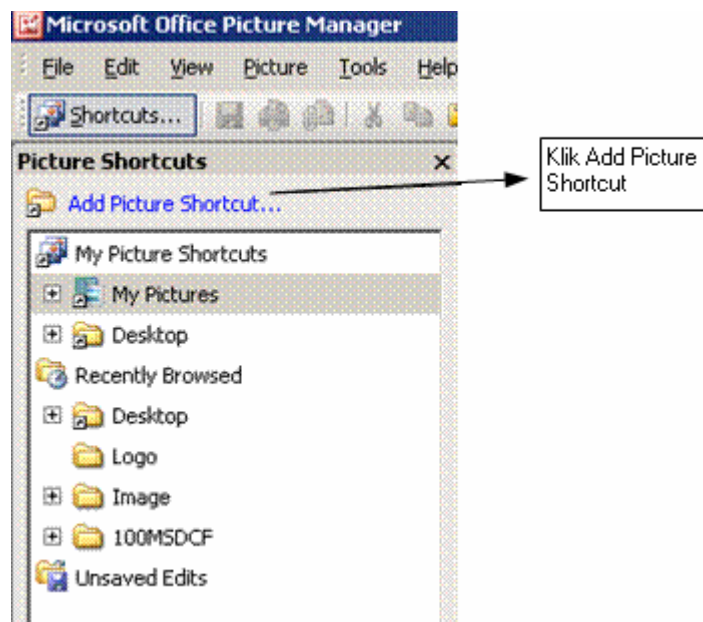 Microsoft Office Picture Manager
File Edit View Picture Tools Help
Shortcuts...
Picture Shortcuts
Add Picture Shortcut...
Klik Add Picture
Shortcut
My Picture Shortcuts
My Pictures
Desktop
Recently Browsed
Desktop
Logo
Image
100MSDCF
Unsaved Edits